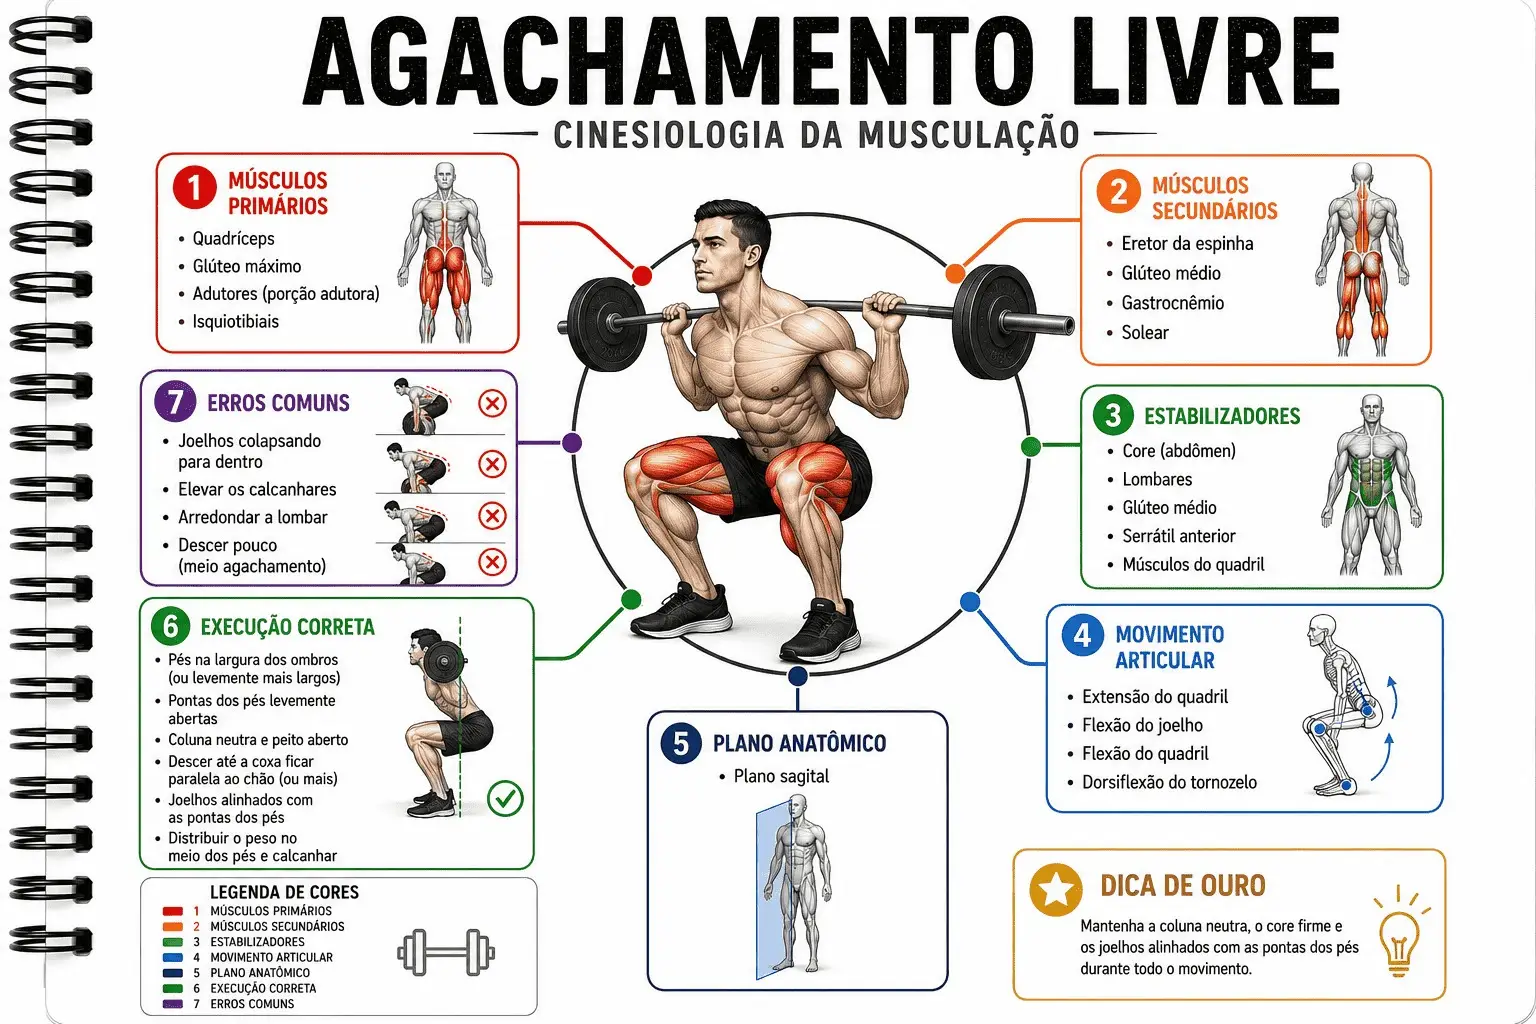 AGACHAMENTO LIVRE
CINESIOLOGIA DA MUSCULAÇÃO
1 MÚSCULOS
PRIMÁRIOS
• Quadríceps
• Glúteo máximo
• Adutores (porção adutora)
• Isquiotibiais
2 MÚSCULOS
SECUNDÁRIOS
• Eretor da espinha
• Glúteo médio
• Gastrocnêmio
• Solear
7 ERROS COMUNS
• Joelhos colapsando
para dentro
• Elevar os calcanhares
• Arredondar a lombar
• Descer pouco
(meio agachamento)
3 ESTABILIZADORES
• Core (abdômen)
• Lombares
• Glúteo médio
• Serrátil anterior
• Músculos do quadril
6 EXECUÇÃO CORRETA
• Pés na largura dos ombros
(ou levemente mais largos)
• Pontas dos pés levemente
abertas
• Coluna neutra e peito aberto
• Descer até a coxa ficar
paralela ao chão (ou mais)
• Joelhos alinhados com
as pontas dos pés
• Distribuir o peso no
meio dos pés e calcanhar
4 MOVIMENTO
ARTICULAR
• Extensão do quadril
• Flexão do joelho
• Flexão do quadril
• Dorsiflexão do tornozelo
5 PLANO ANATÔMICO
• Plano sagital
LEGENDA DE CORES
1 MÚSCULOS PRIMÁRIOS
2 MÚSCULOS SECUNDÁRIOS
3 ESTABILIZADORES
4 MOVIMENTO ARTICULAR
5 PLANO ANATÔMICO
6 EXECUÇÃO CORRETA
7 ERROS COMUNS
DICA DE OURO
Mantenha a coluna neutra, o core firme e
os joelhos alinhados com as pontas dos pés
durante todo o movimento.